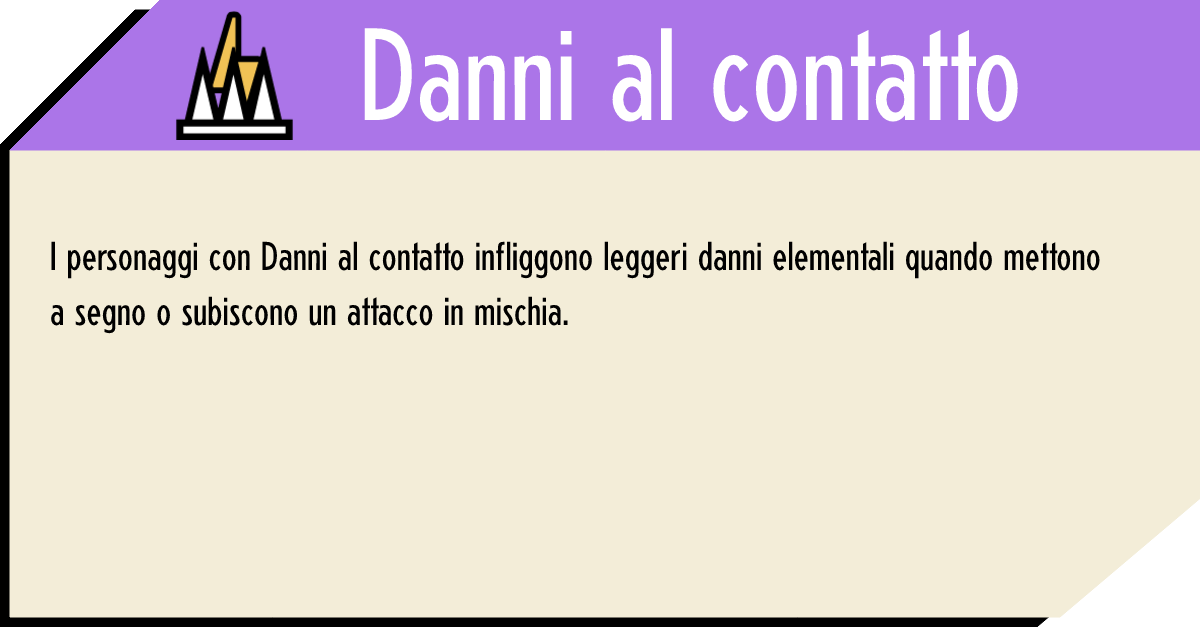 Danni al contatto
I personaggi con Danni al contatto infliggono leggeri danni elementali quando mettono
a segno o subiscono un attacco in mischia.